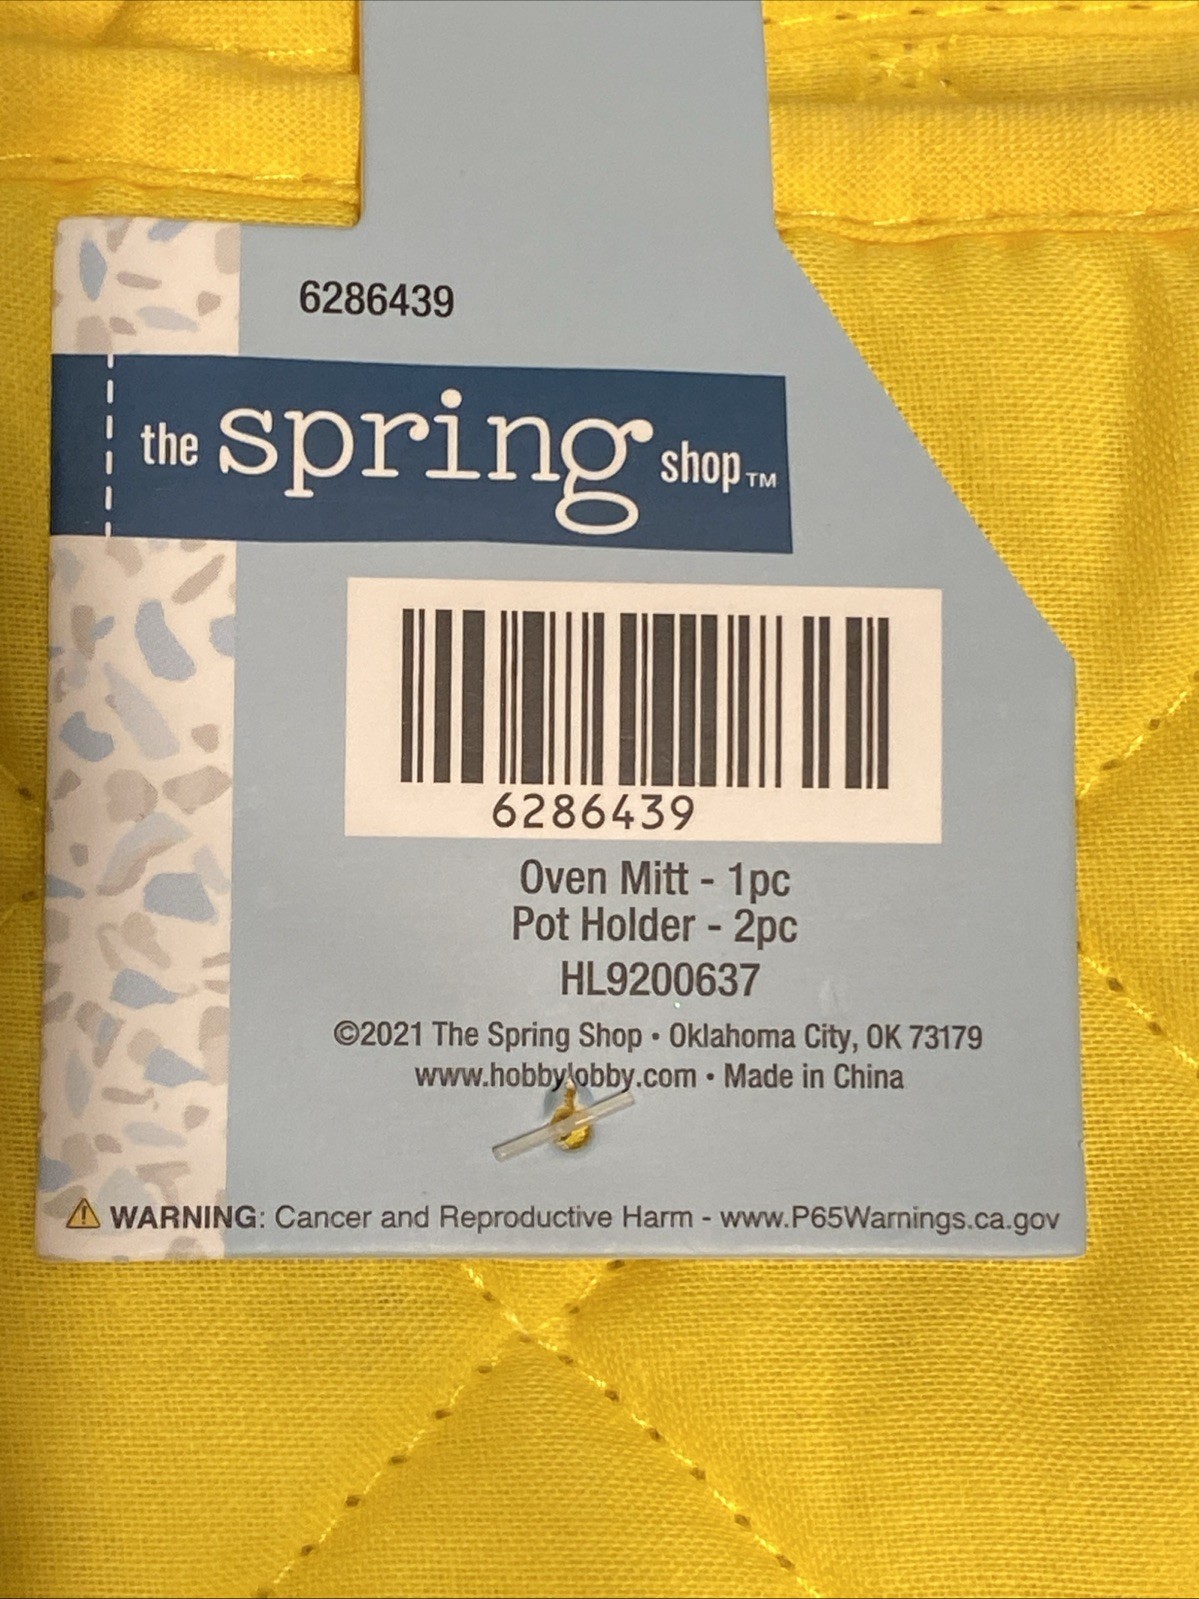 6286439
the spring shop™
6286439
Oven Mitt - 1pc
Pot Holder - 2pc
HL9200637
©2021 The Spring Shop • Oklahoma City, OK 73179
www.hobbylobby.com • Made in China
⚠ WARNING: Cancer and Reproductive Harm - www.P65Warnings.ca.gov